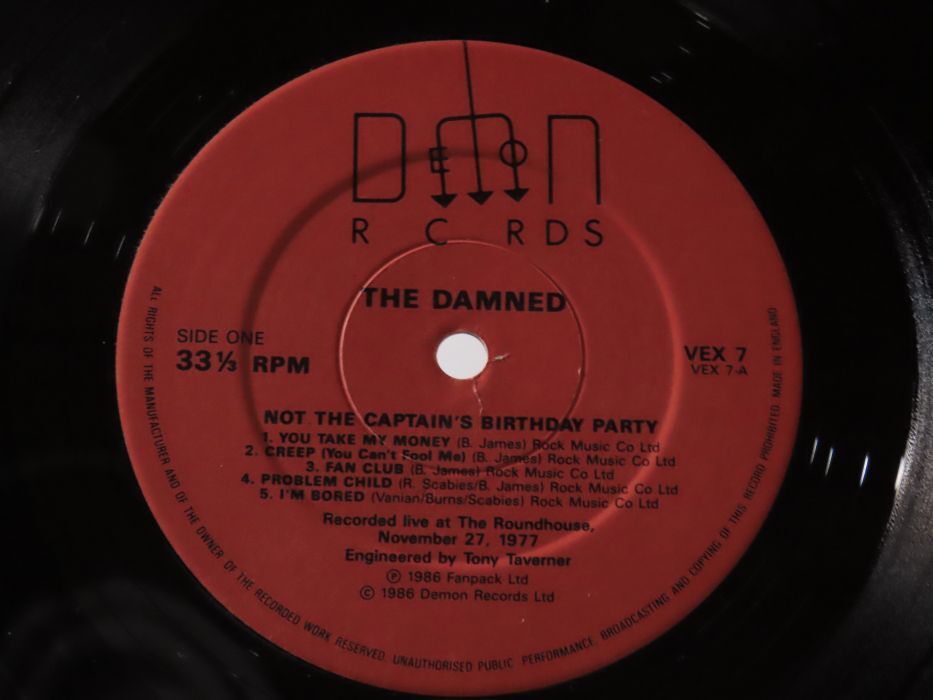 DEMON
RECORDS
THE DAMNED
SIDE ONE
33⅓ RPM
VEX 7
VEX 7-A
NOT THE CAPTAIN'S BIRTHDAY PARTY
1. YOU TAKE MY MONEY (B. James) Rock Music Co Ltd
2. CREEP (You Can't Fool Me) (B. James) Rock Music Co Ltd
3. FAN CLUB (B. James) Rock Music Co Ltd
4. PROBLEM CHILD (R. Scabies/B. James) Rock Music Co Ltd
5. I'M BORED (Vanian/Burns/Scabies) Rock Music Co Ltd
Recorded live at The Roundhouse,
November 27, 1977
Engineered by Tony Taverner
℗ 1986 Fanpack Ltd
© 1986 Demon Records Ltd
ALL RIGHTS OF THE MANUFACTURER AND OF THE OWNER OF THE RECORDED WORK RESERVED. UNAUTHORISED PUBLIC PERFORMANCE, BROADCASTING AND COPYING OF THIS RECORD PROHIBITED. MADE IN ENGLAND